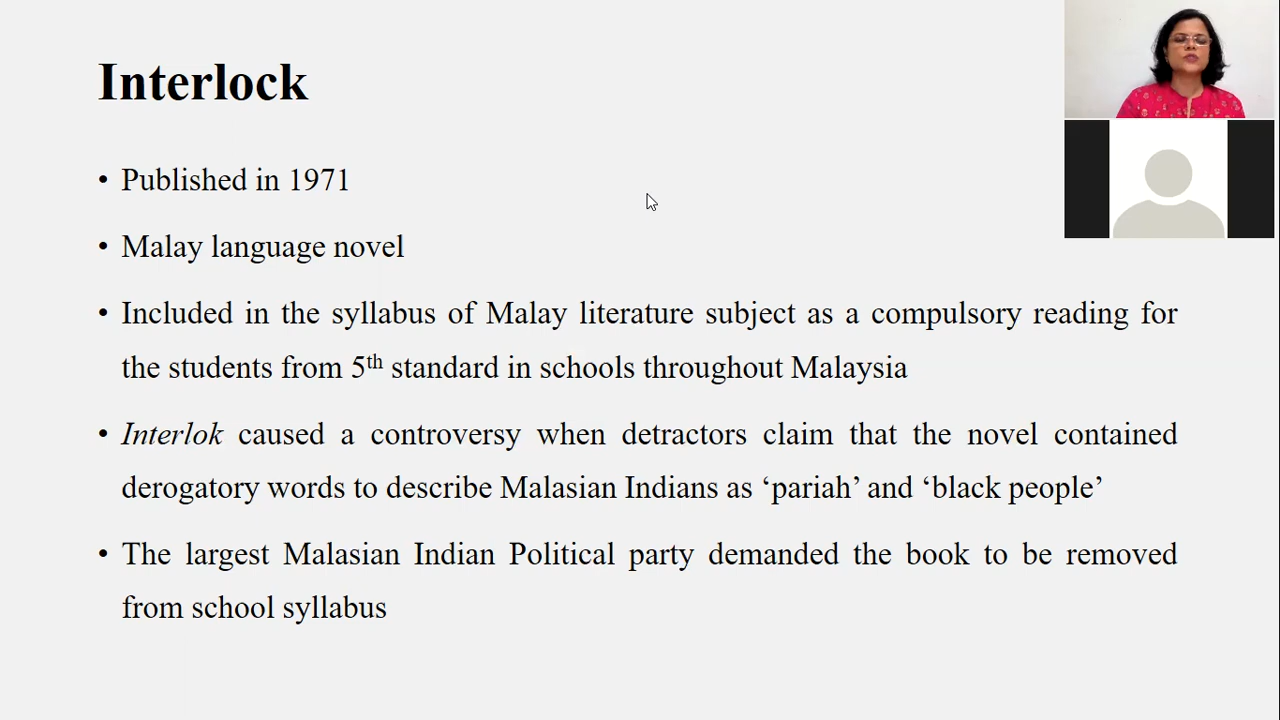 Interlock
• Published in 1971
• Malay language novel
• Included in the syllabus of Malay literature subject as a compulsory reading for
the students from 5th standard in schools throughout Malaysia
• Interlok caused a controversy when detractors claim that the novel contained
derogatory words to describe Malasian Indians as ‘pariah’ and ‘black people’
• The largest Malasian Indian Political party demanded the book to be removed
from school syllabus